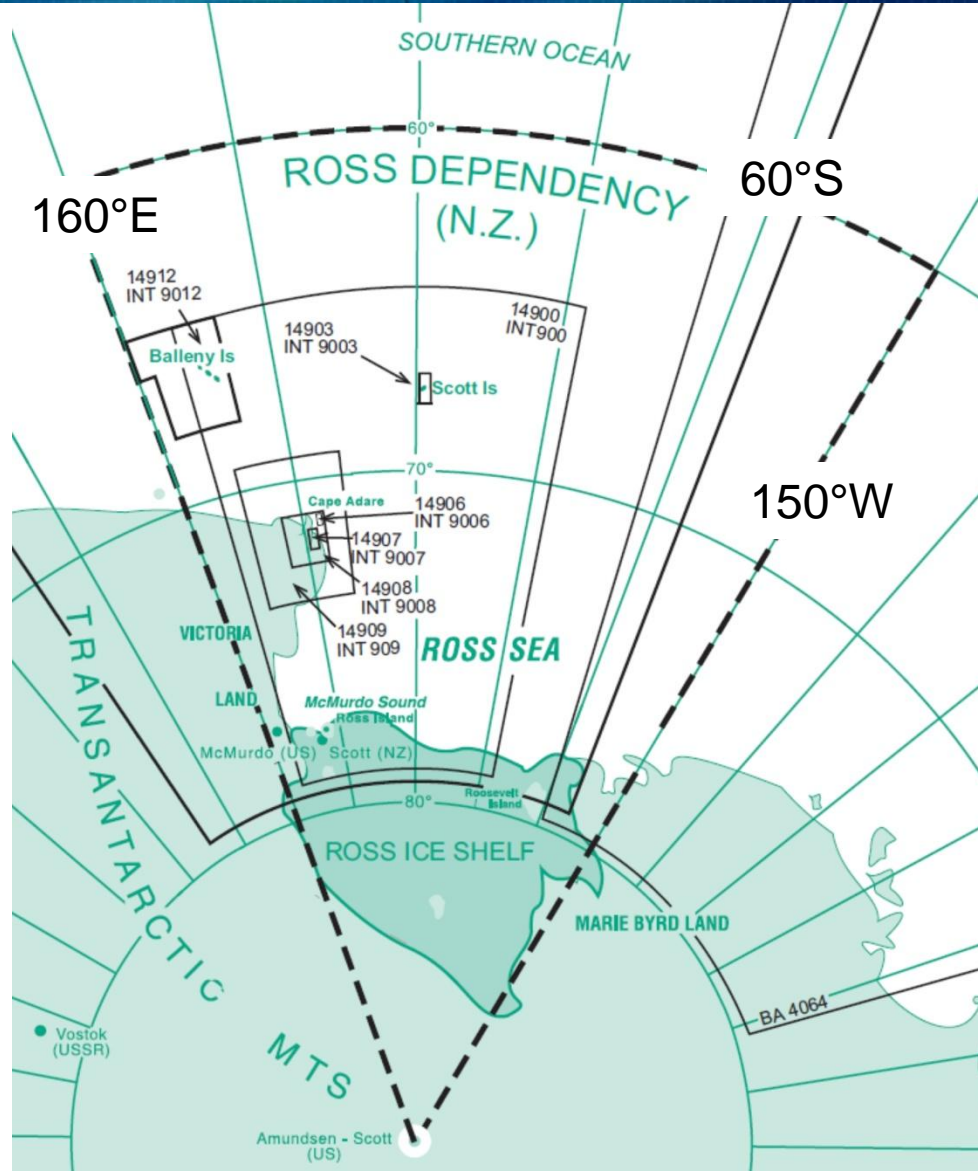 SOUTHERN OCEAN
60°
ROSS DEPENDENCY
(N.Z.)
60°S
160°E
14912
INT 9012
14903
INT 9003
14900
INT900
Balleny Is
Scott Is
70°
150°W
Cape Adare
14906
INT 9006
14907
INT 9007
14908
INT 9008
14909
INT 909
TRANSANTARCTIC
MTS
VICTORIA
LAND
ROSS SEA
McMurdo Sound
Ross Island
McMurdo (US)
Scott (NZ)
Roosevelt
Island
80°
ROSS ICE SHELF
MARIE BYRD LAND
BA 4064
Vostok
(USSR)
Amundsen - Scott
(US)